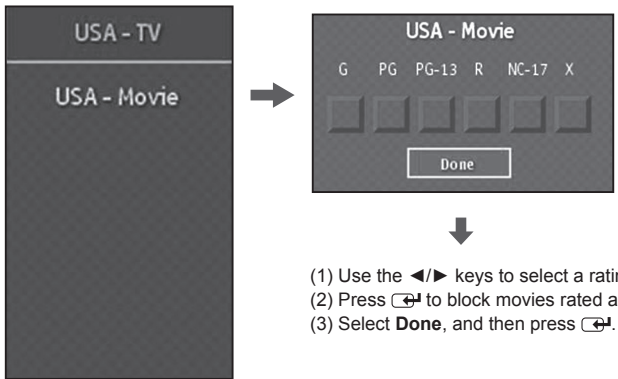 USA - TV
USA - Movie
USA - Movie
G PG PG-13 R NC-17 X
Done
(1) Use the ◄/► keys to select a
(2) Press to block movies rated
(3) Select Done, and then press .